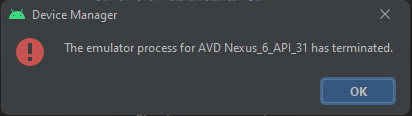 Device Manager
The emulator process for AVD Nexus_6_API_31 has terminated.
OK